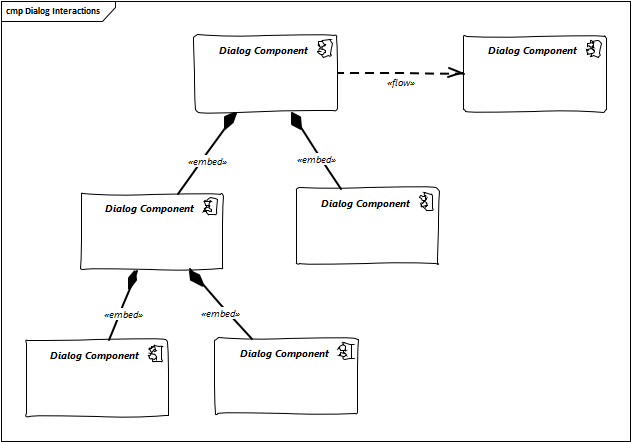 cmp Dialog Interactions
Dialog Component
Dialog Component
«flow»
«embed»
«embed»
Dialog Component
Dialog Component
«embed»
«embed»
Dialog Component
Dialog Component